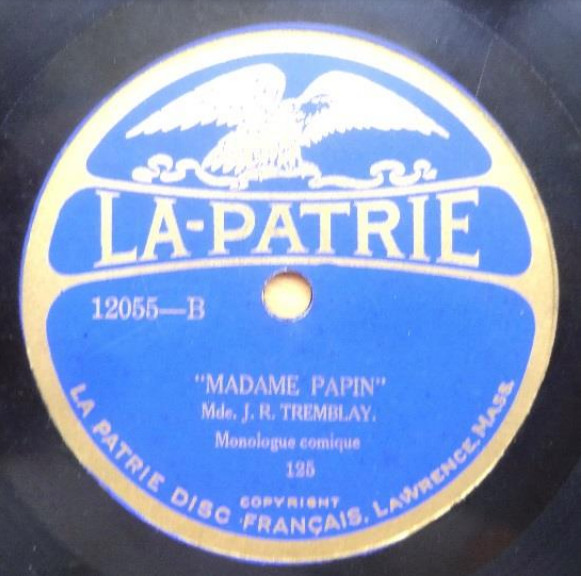 LA-PATRIE
12055—B
"MADAME PAPIN"
Mde. J. R. TREMBLAY.
Monologue comique
125
COPYRIGHT
LA PATRIE DISC FRANÇAIS, LAWRENCE, MASS.